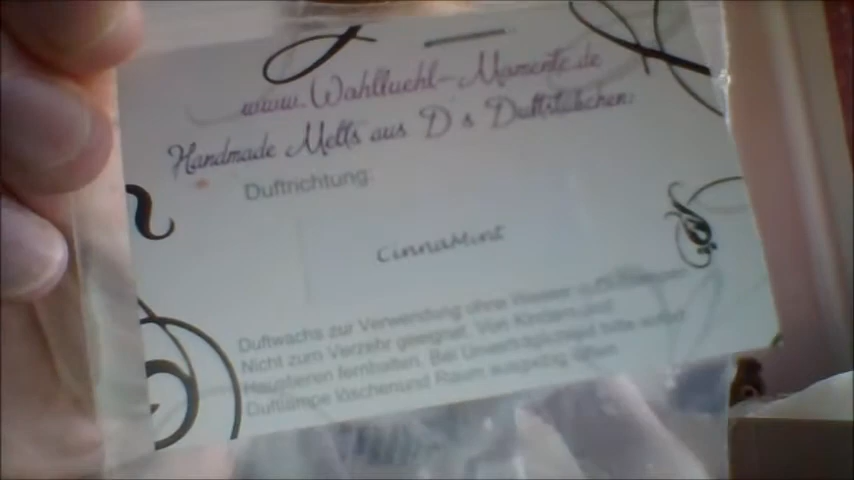 www.Wohlfuehl-Momente.de
Handmade Melts aus D s Duftstübchen
Duftrichtung:
CinnaMint
Duftwachs zur Verwendung ohne Wasser
Nicht zum Verzehr geeignet. Von Kindern und
Haustieren fernhalten. Bei Unverträglichkeit bitte sofort
Duftlampe löschen und Raum ausgiebig lüften